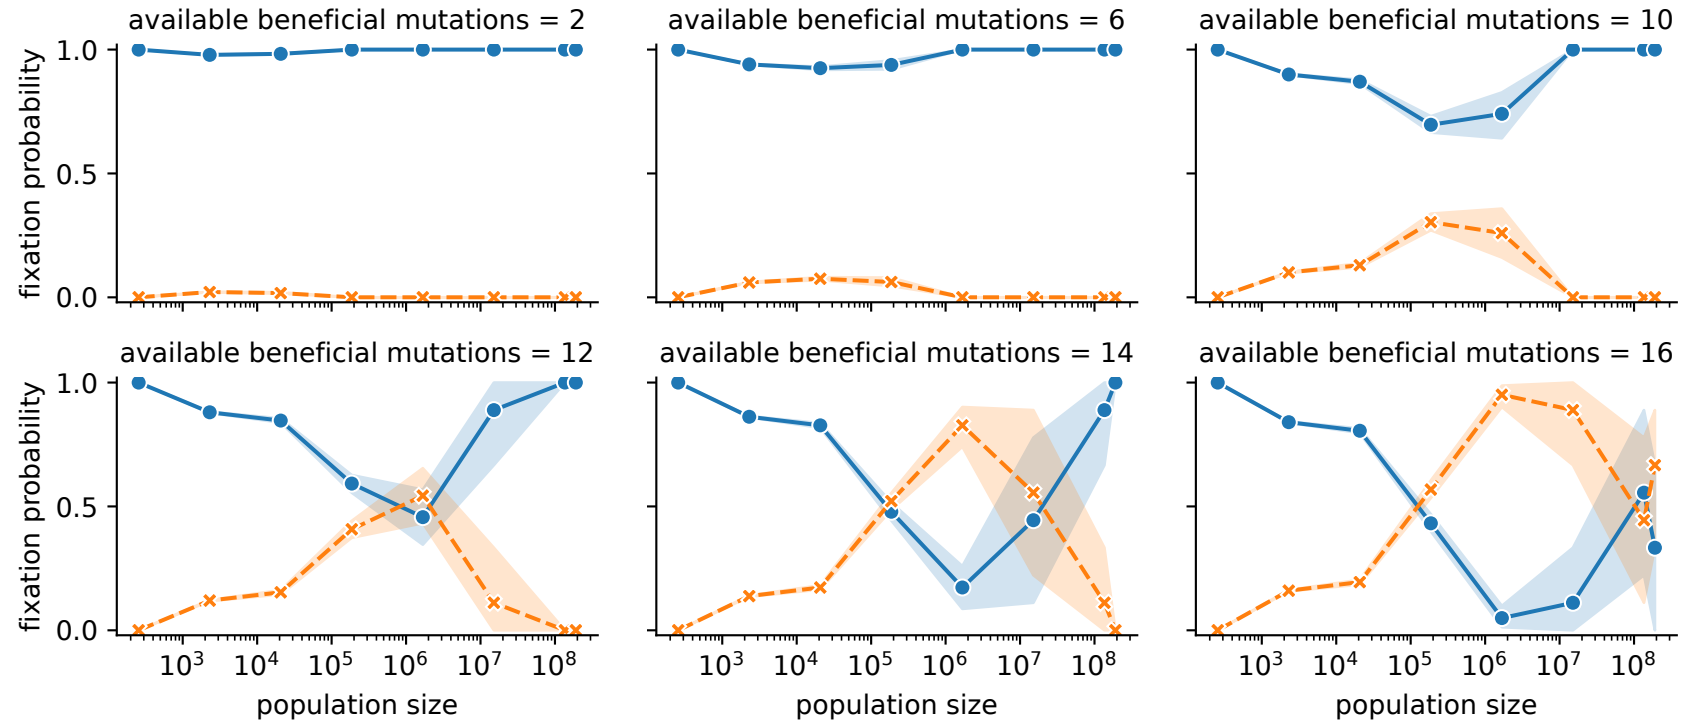 available beneficial mutations = 2
available beneficial mutations = 6
available beneficial mutations = 10
fixation probability
1.0
0.5
0.0
available beneficial mutations = 12
available beneficial mutations = 14
available beneficial mutations = 16
fixation probability
1.0
0.5
0.0
10³ 10⁴ 10⁵ 10⁶ 10⁷ 10⁸
10³ 10⁴ 10⁵ 10⁶ 10⁷ 10⁸
10³ 10⁴ 10⁵ 10⁶ 10⁷ 10⁸
population size
population size
population size